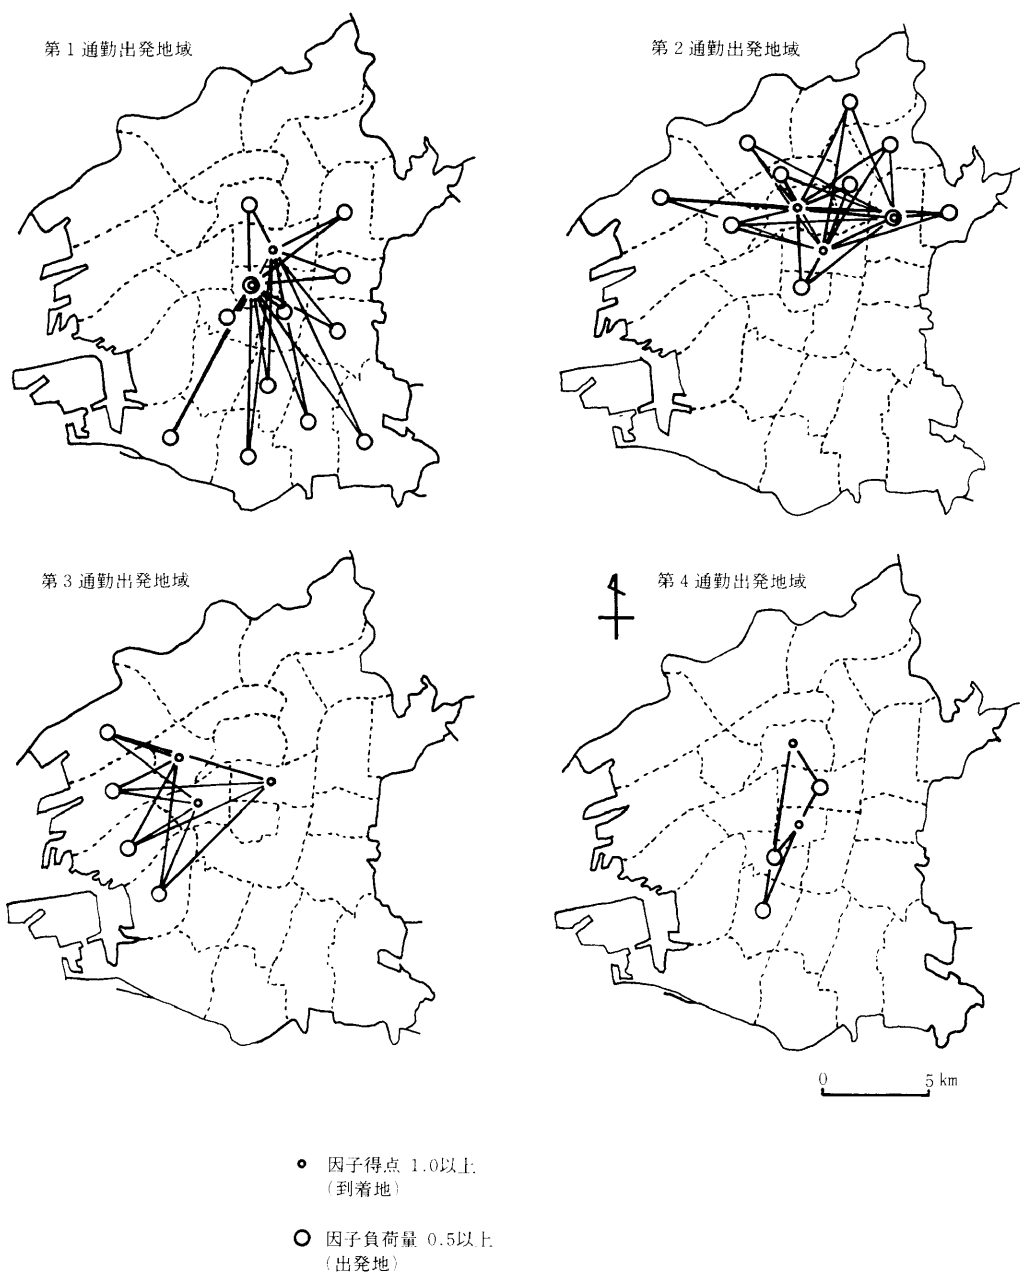 第1通勤出発地域
第2通勤出発地域
第3通勤出発地域
第4通勤出発地域
0 5 km
因子得点 1.0以上
（到着地）
因子負荷量 0.5以上
（出発地）